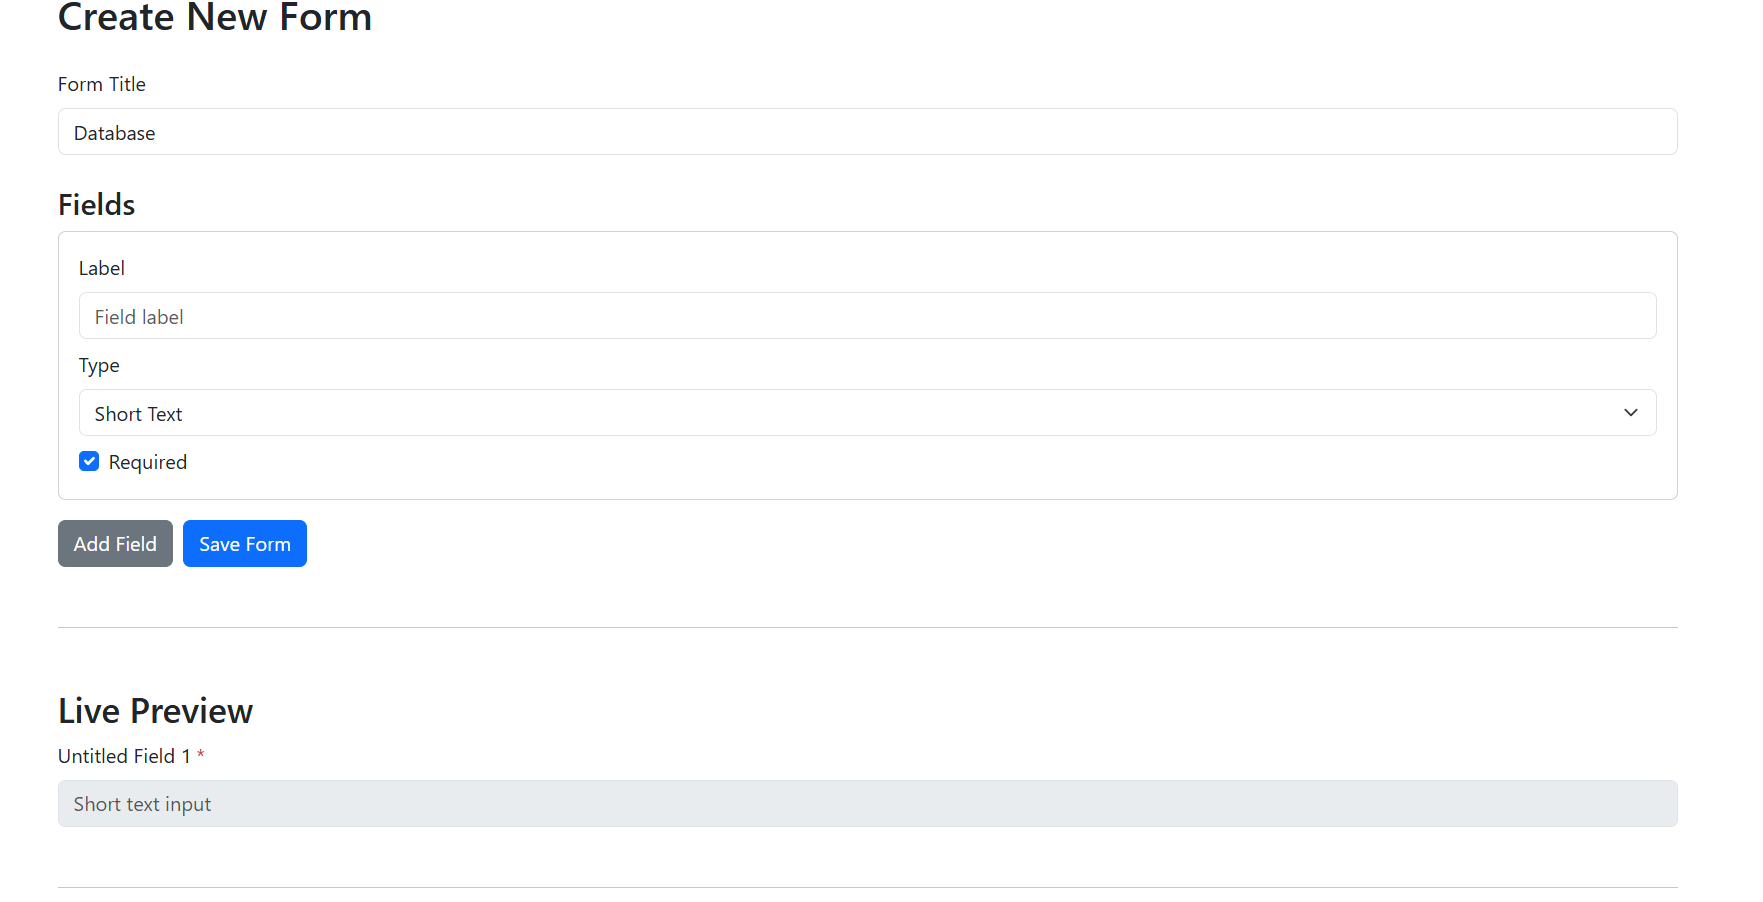 Create New Form
Form Title
Database
Fields
Label
Field label
Type
Short Text
Required
Add Field Save Form
Live Preview
Untitled Field 1 *
Short text input